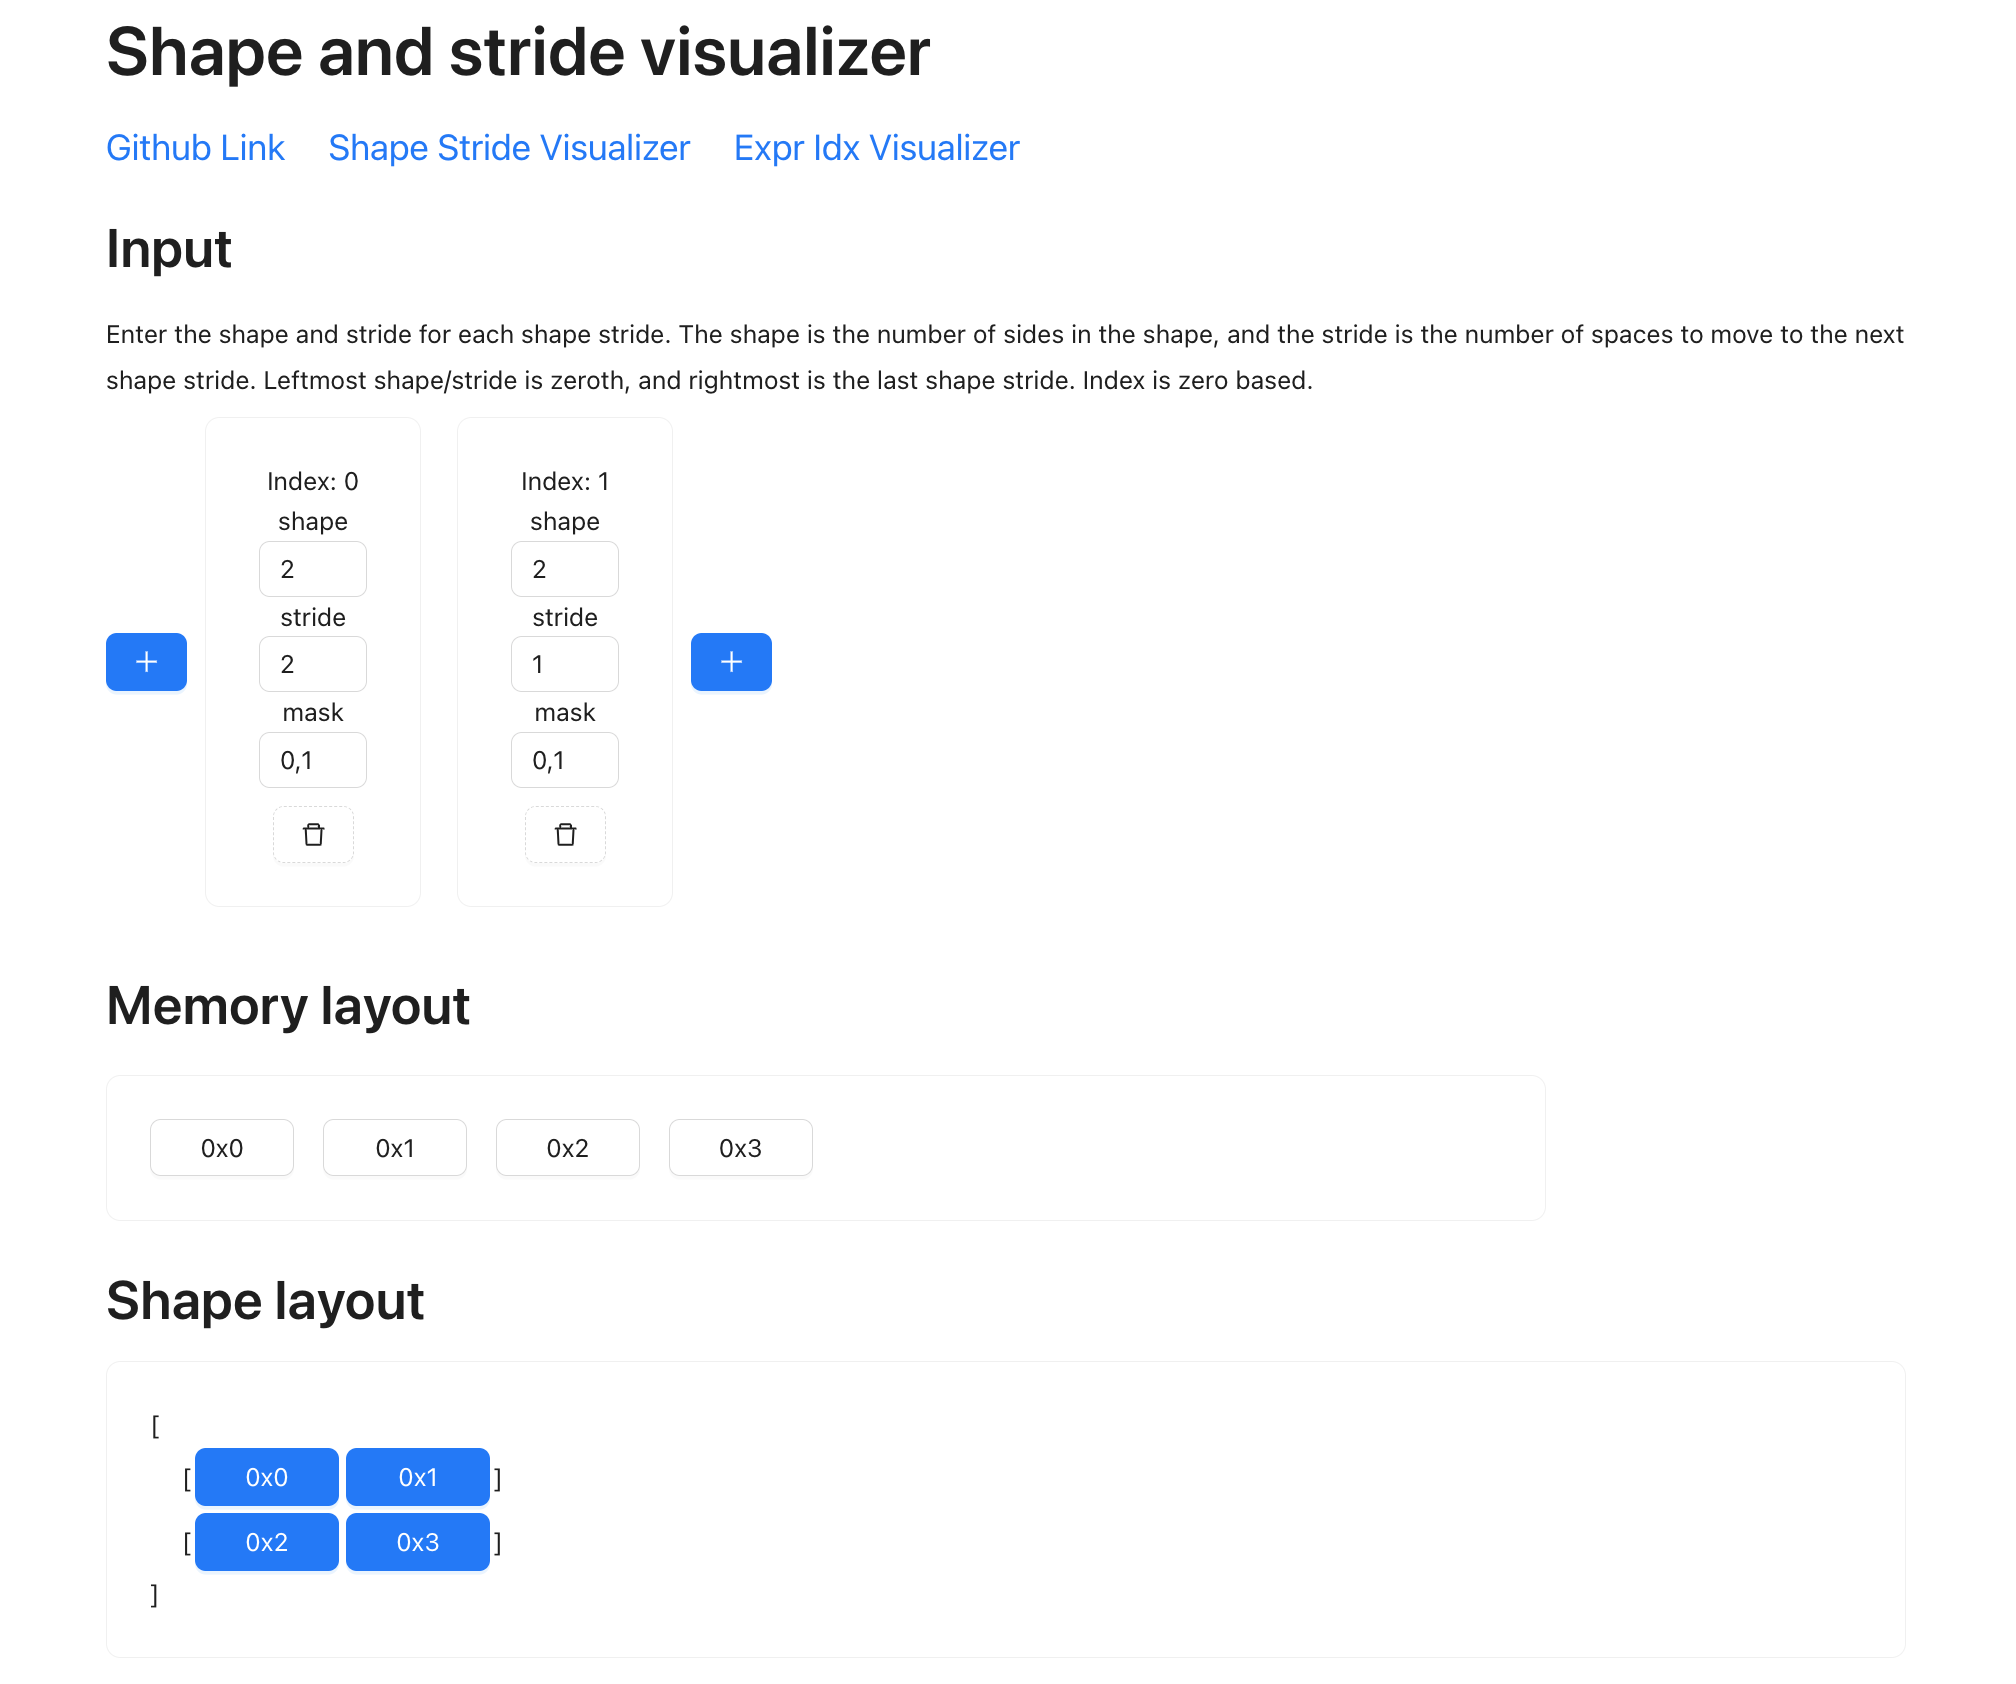 Shape and stride visualizer
Github Link Shape Stride Visualizer Expr Idx Visualizer
Input
Enter the shape and stride for each shape stride. The shape is the number of sides in the shape, and the stride is the number of spaces to move to the next
shape stride. Leftmost shape/stride is zeroth, and rightmost is the last shape stride. Index is zero based.
Index: 0
shape
2
stride
2
mask
0,1
Index: 1
shape
2
stride
1
mask
0,1
Memory layout
0x0 0x1 0x2 0x3
Shape layout
[
[ 0x0 0x1 ]
[ 0x2 0x3 ]
]